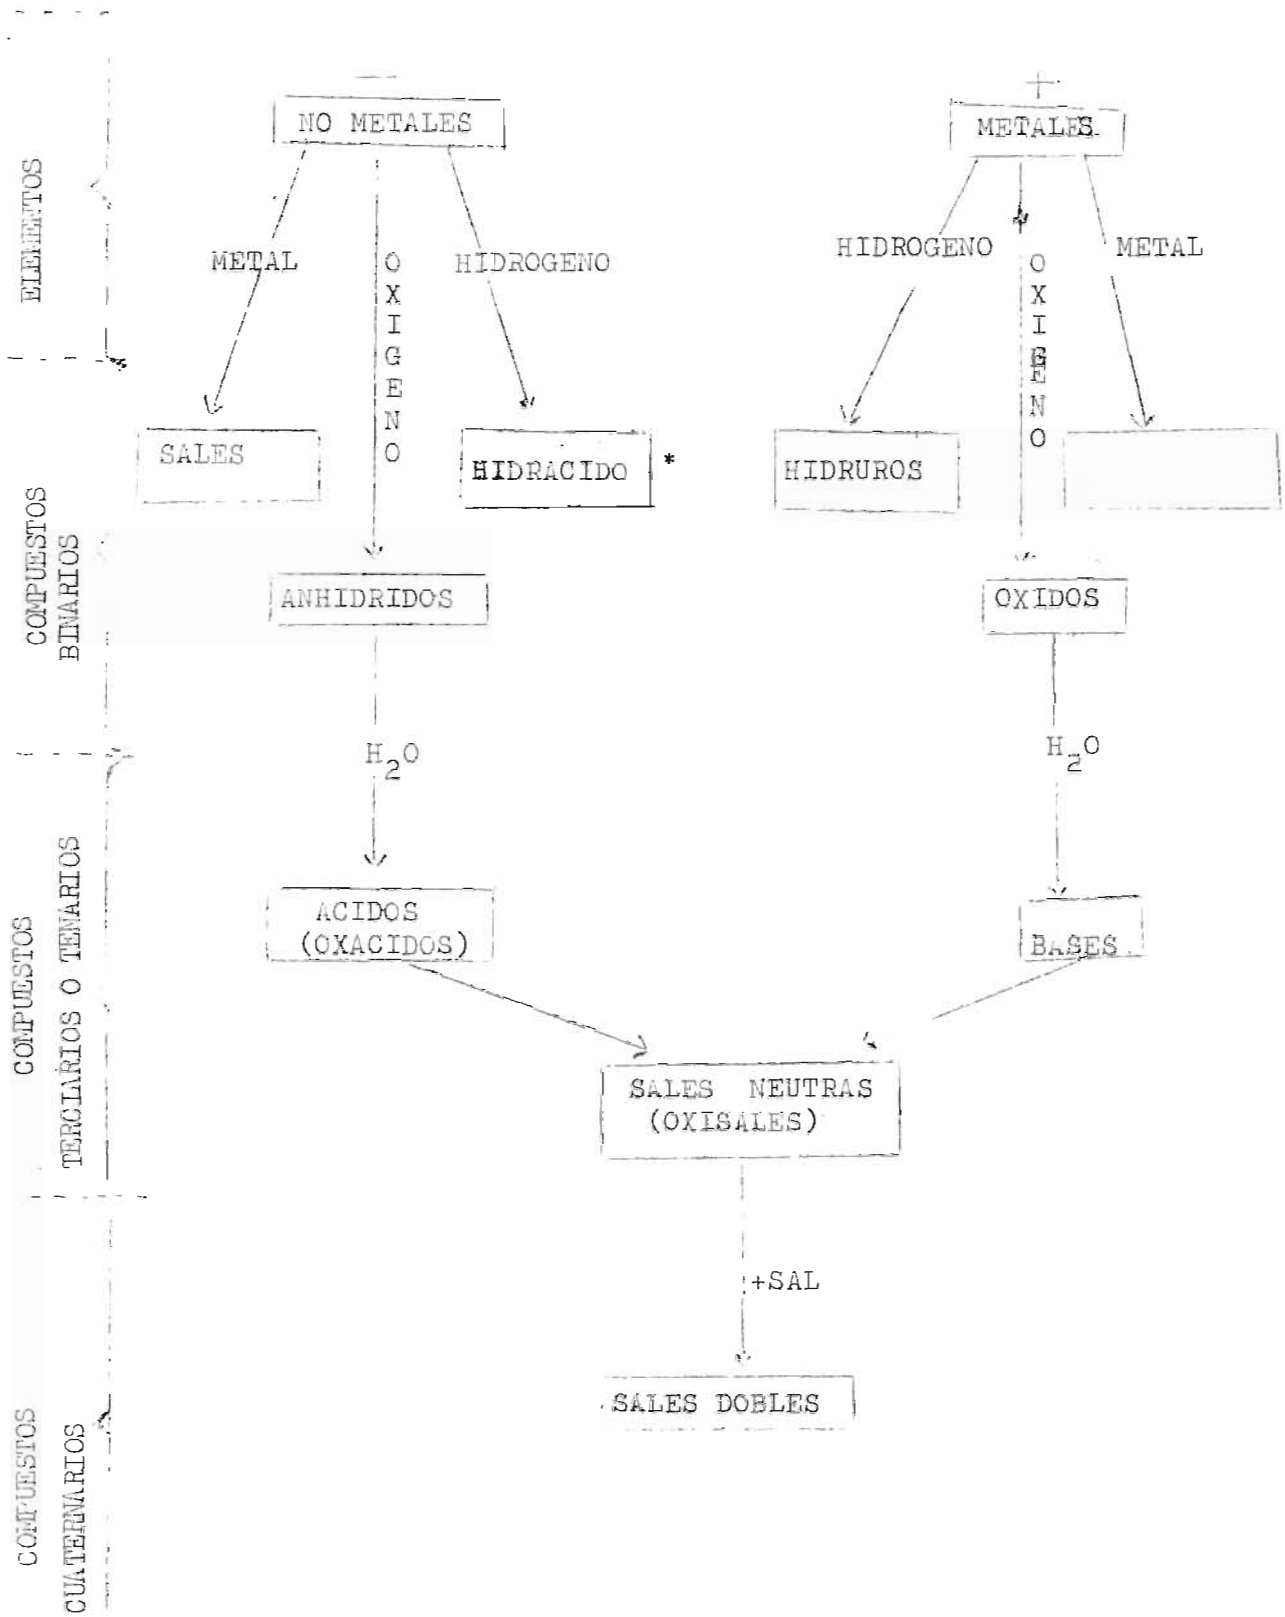 —
+
NO METALES
METALES
ELEMENTOS
METAL
OXIGENO
HIDROGENO
HIDROGENO
OXIGENO
METAL
SALES
HIDRACIDO *
HIDRUROS
COMPUESTOS
BINARIOS
ANHIDRIDOS
OXIDOS
H2O
H2O
COMPUESTOS
TERCIARIOS O TENARIOS
ACIDOS
(OXACIDOS)
BASES
SALES NEUTRAS
(OXISALES)
+SAL
COMPUESTOS
CUATERNARIOS
SALES DOBLES